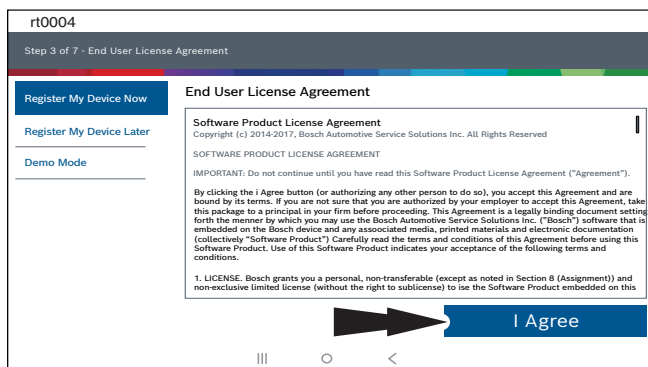 rt0004
Step 3 of 7 - End User License Agreement
Register My Device Now
Register My Device Later
Demo Mode
End User License Agreement
Software Product License Agreement
Copyright (c) 2014-2017, Bosch Automotive Service Solutions Inc. All Rights Reserved
SOFTWARE PRODUCT LICENSE AGREEMENT
IMPORTANT: Do not continue until you have read this Software Product License Agreement ("Agreement").
By clicking the i Agree button (or authorizing any other person to do so), you accept this Agreement and are
bound by its terms. If you are not sure that you are authorized by your employer to accept this Agreement, take
this package to a principal in your firm before proceeding. This Agreement is a legally binding document setting
forth the manner by which you may use the Bosch Automotive Service Solutions Inc. ("Bosch") software that is
embedded on the Bosch device and any assoociated media, printed materials and electronic documentation
(collectively "Software Product") Carefully read the terms and conditions of this Agreement before using this
Software Product. Use of this Software Product indicates your acceptance of the following terms and
conditions.
1. LICENSE. Bosch grants you a personal, non-transferable (except as noted in Section 8 (Assignment)) and
non-exclusive limited license (without the right to sublicense) to ise the Software Product embedded on this
I Agree